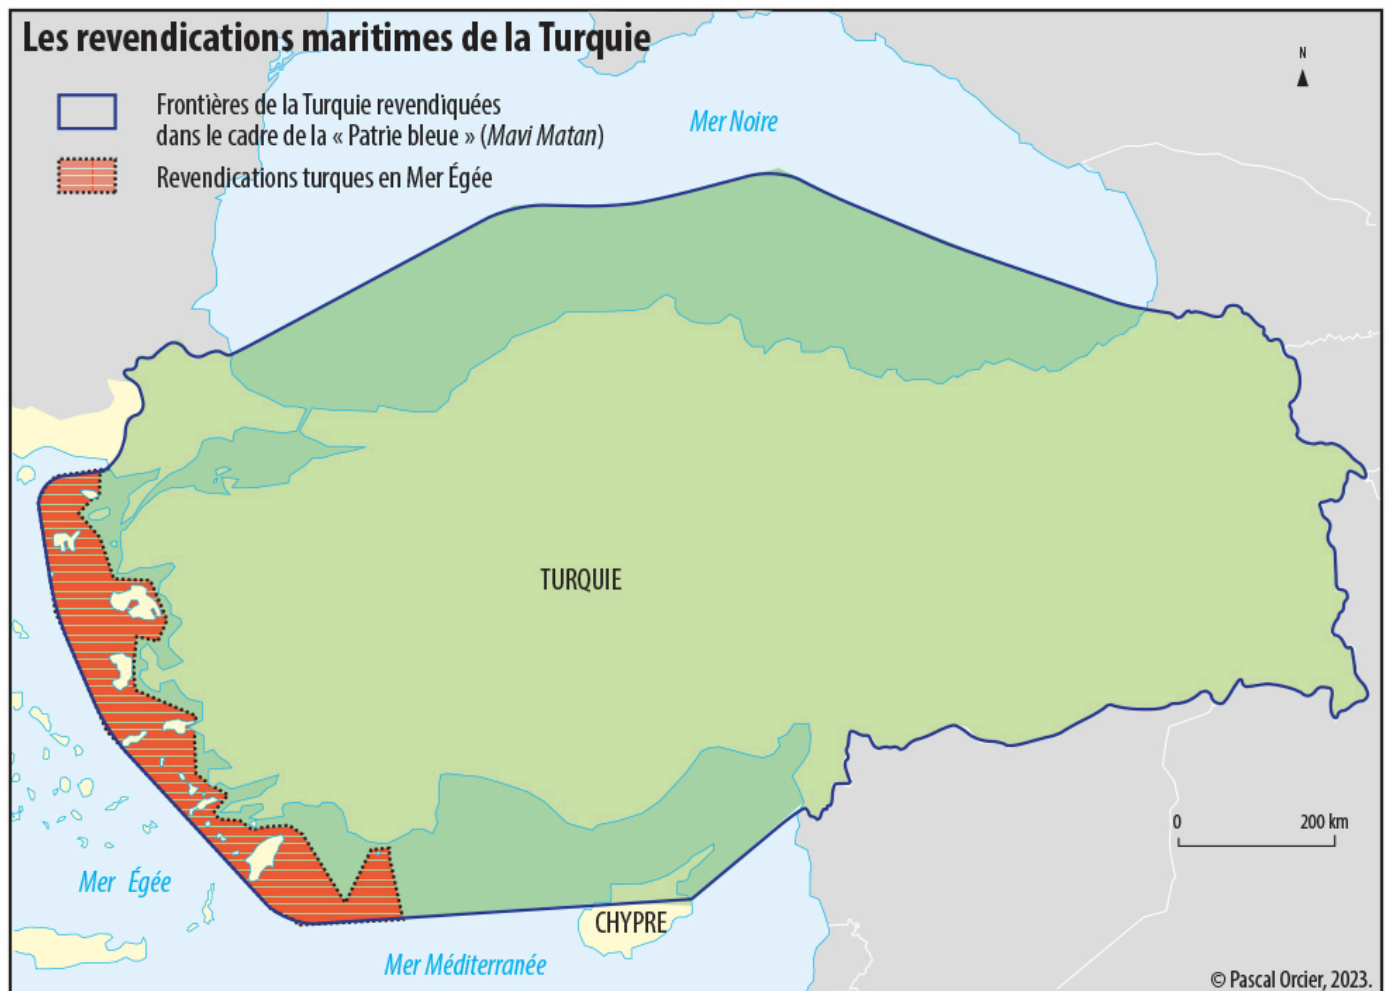 Les revendications maritimes de la Turquie
Frontières de la Turquie revendiquées
dans le cadre de la « Patrie bleue » (Mavi Matan)
Revendications turques en Mer Égée
N
Mer Noire
TURQUIE
0 200 km
Mer Égée
CHYPRE
Mer Méditerranée
© Pascal Orcier, 2023.